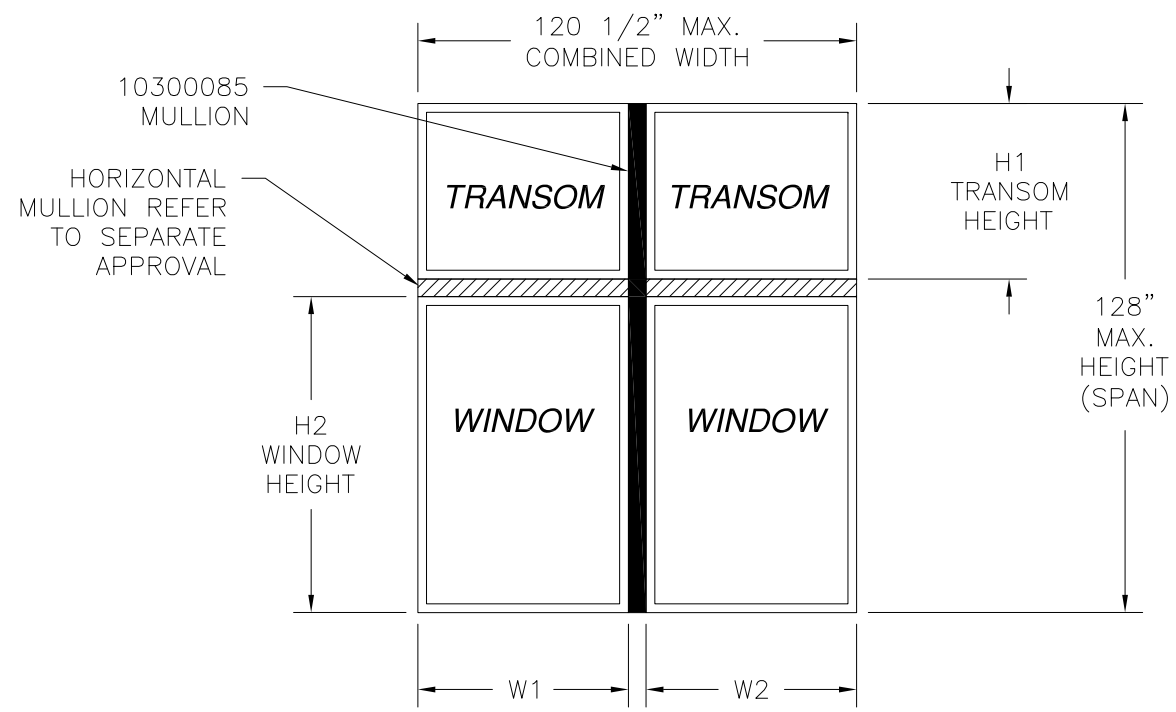 120 1/2” MAX.
COMBINED WIDTH
10300085
MULLION
HORIZONTAL
MULLION REFER
TO SEPARATE
APPROVAL
TRANSOM
TRANSOM
H1
TRANSOM
HEIGHT
128”
MAX.
HEIGHT
(SPAN)
WINDOW
WINDOW
H2
WINDOW
HEIGHT
W1
W2